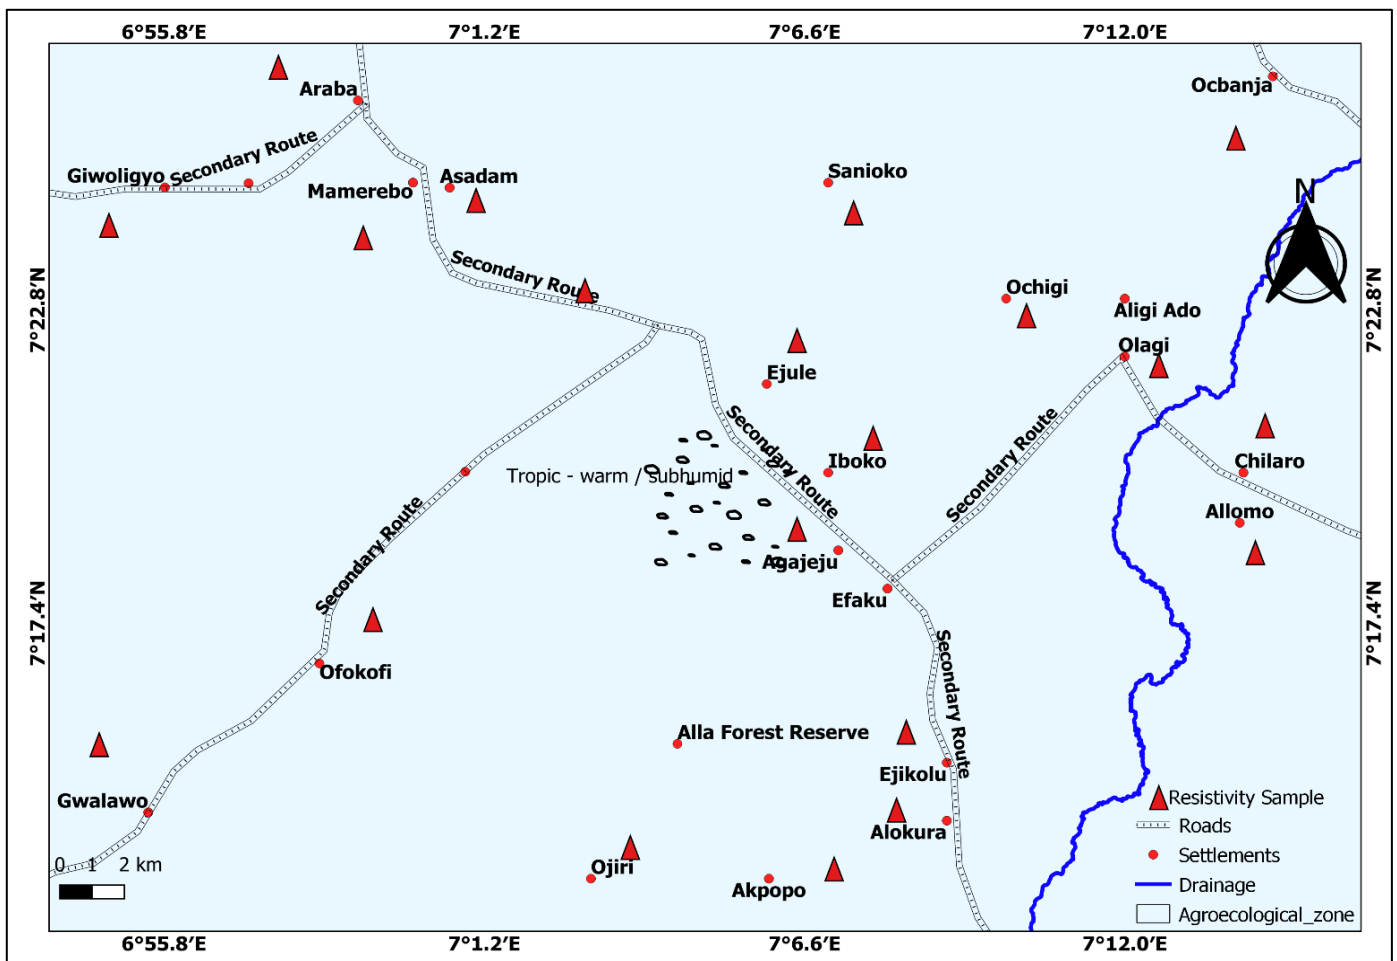 6°55.8′E 7°1.2′E 7°6.6′E 7°12.0′E
Araba
Ocbanja
Secondary Route
Giwoligyo
Mamerebo
Asadam
Sanioko
N
Secondary Route
Ochigi
Aligi Ado
7°22.8′N
7°22.8′N
Olagi
Ejule
Secondary Route
Secondary Route
Iboko
Chilaro
Tropic - warm / subhumid
Allomo
Secondary Route
Agajeju
Efaku
7°17.4′N
7°17.4′N
Ofokofi
Secondary Route
Alla Forest Reserve
Ejikolu
Gwalawo
Alokura
Ojiri
Akpopo
0 1 2 km
Resistivity Sample
Roads
Settlements
Drainage
Agroecological_zone
6°55.8′E 7°1.2′E 7°6.6′E 7°12.0′E